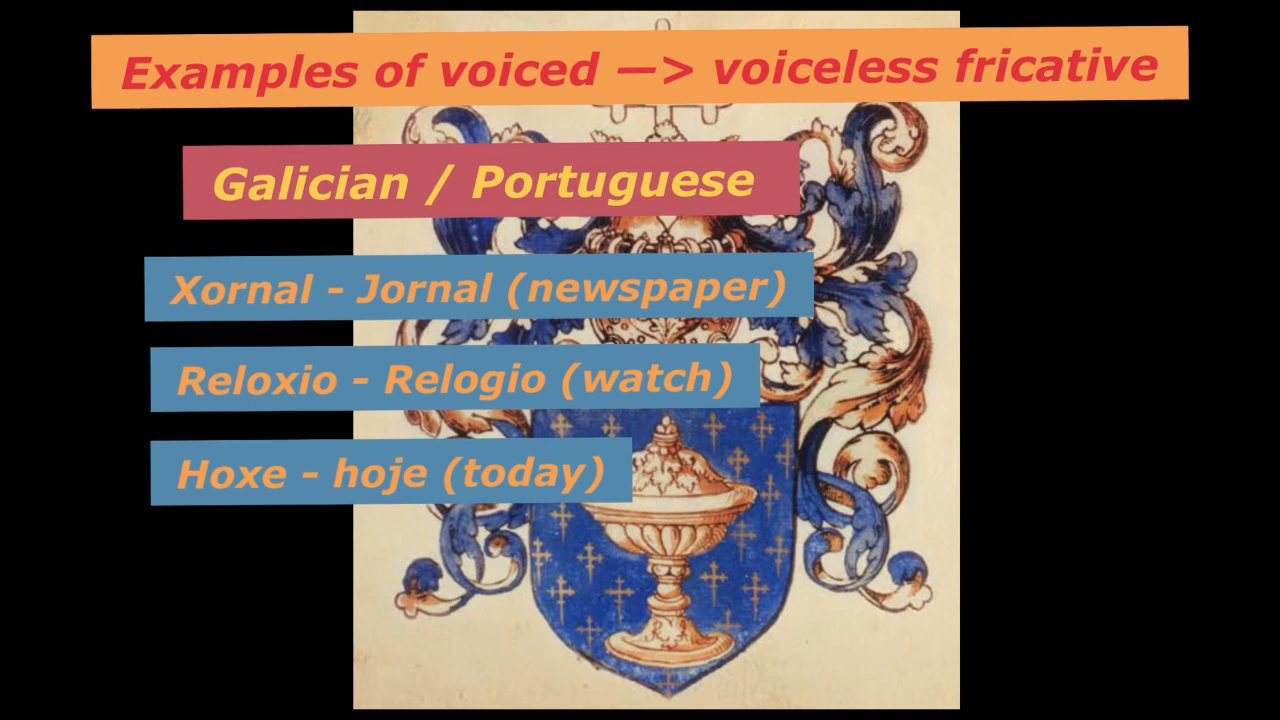 Examples of voiced —> voiceless fricative
Galician / Portuguese
Xornal - Jornal (newspaper)
Reloxio - Relogio (watch)
Hoxe - hoje (today)